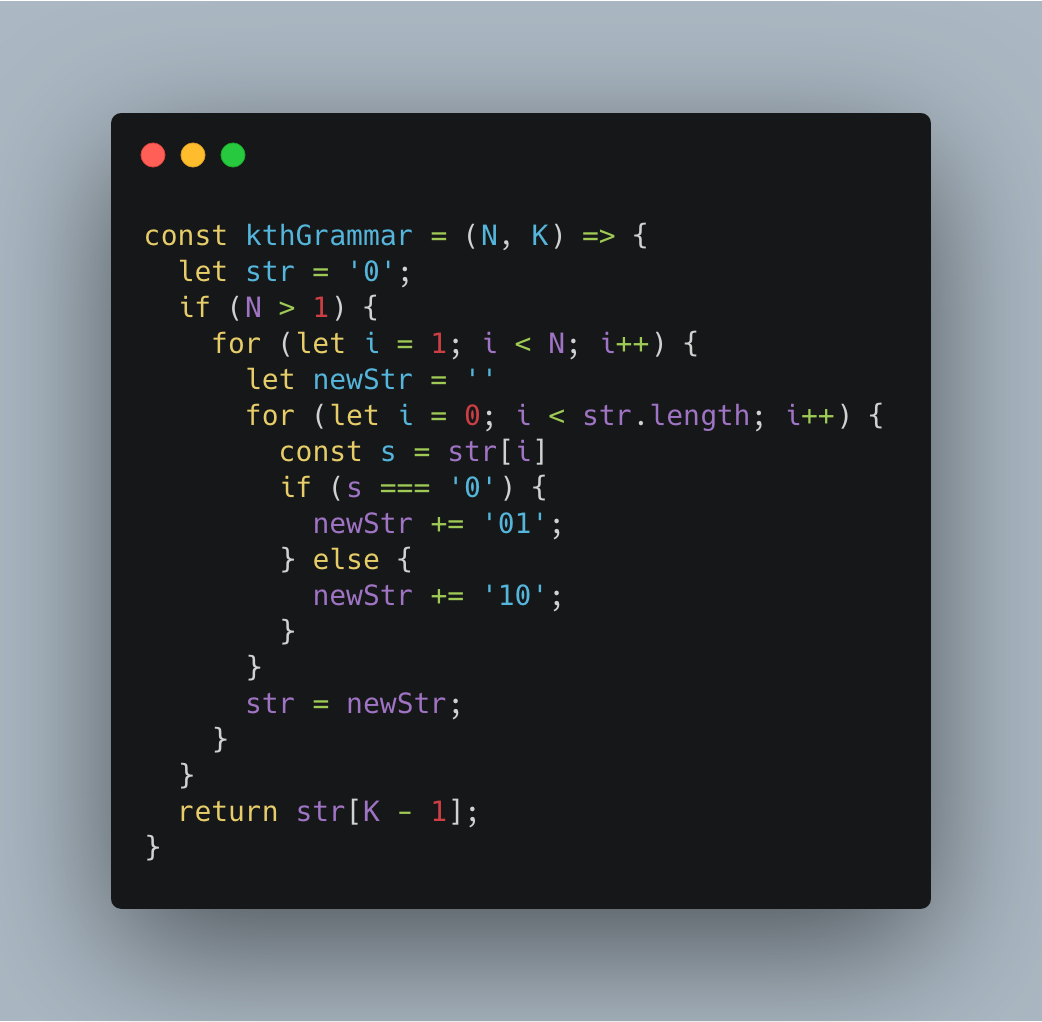 const kthGrammar = (N, K) => {
  let str = '0';
  if (N > 1) {
    for (let i = 1; i < N; i++) {
      let newStr = ''
      for (let i = 0; i < str.length; i++) {
        const s = str[i]
        if (s === '0') {
          newStr += '01';
        } else {
          newStr += '10';
        }
      }
      str = newStr;
    }
  }
  return str[K - 1];
}